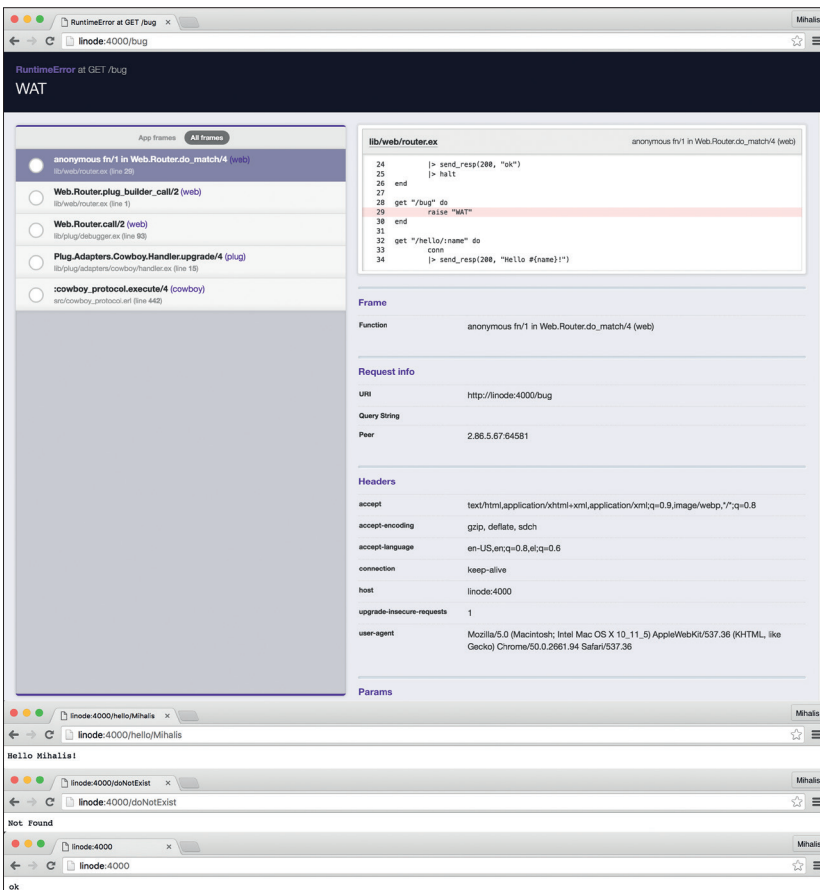 RuntimeError at GET /bug ×
Mihalis
linode:4000/bug
RuntimeError at GET /bug
WAT
App frames All frames
anonymous fn/1 in Web.Router.do_match/4 (web)
lib/web/router.ex (line 29)
Web.Router.plug_builder_call/2 (web)
lib/web/router.ex (line 1)
Web.Router.call/2 (web)
lib/plug/debugger.ex (line 93)
Plug.Adapters.Cowboy.Handler.upgrade/4 (plug)
lib/plug/adapters/cowboy/handler.ex (line 15)
:cowboy_protocol.execute/4 (cowboy)
src/cowboy_protocol.erl (line 442)
lib/web/router.ex anonymous fn/1 in Web.Router.do_match/4 (web)
24 |> send_resp(200, "ok")
25 |> halt
26 end
27
28 get "/bug" do
29 raise "WAT"
30 end
31
32 get "/hello/:name" do
33 conn
34 |> send_resp(200, "Hello #{name}!")
Frame
Function anonymous fn/1 in Web.Router.do_match/4 (web)
Request info
URI http://linode:4000/bug
Query String
Peer 2.86.5.67:64581
Headers
accept text/html,application/xhtml+xml,application/xml;q=0.9,image/webp,*/*;q=0.8
accept-encoding gzip, deflate, sdch
accept-language en-US,en;q=0.8,el;q=0.6
connection keep-alive
host linode:4000
upgrade-insecure-requests 1
user-agent Mozilla/5.0 (Macintosh; Intel Mac OS X 10_11_5) AppleWebKit/537.36 (KHTML, like
Gecko) Chrome/50.0.2661.94 Safari/537.36
Params
linode:4000/hello/Mihalis ×
Mihalis
linode:4000/hello/Mihalis
Hello Mihalis!
linode:4000/doNotExist ×
Mihalis
linode:4000/doNotExist
Not Found
linode:4000 ×
Mihalis
linode:4000
ok